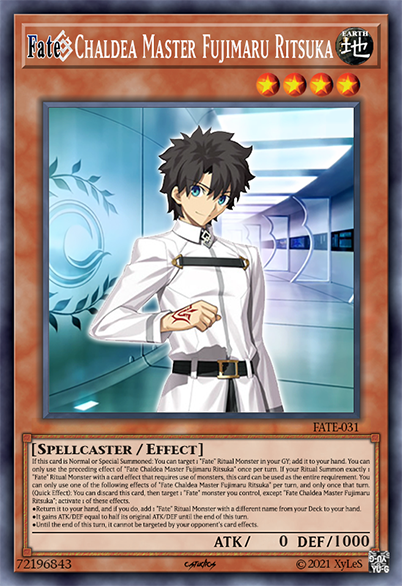 Fate Chaldea Master Fujimaru Ritsuka
EARTH
地
FATE-031
[Spellcaster / Effect]
If this card is Normal or Special Summoned: You can target 1 "Fate" Ritual Monster in your GY; add it to your hand. You can
only use the preceding effect of "Fate Chaldea Master Fujimaru Ritsuka" once per turn. If your Ritual Summon exactly 1
"Fate" Ritual Monster with a card effect that requires use of monsters, this card can be used as the entire requirement. You
can only use one of the following effects of "Fate Chaldea Master Fujimaru Ritsuka" per turn, and only once that turn.
(Quick Effect): You can discard this card, then target 1 "Fate" monster you control, except "Fate Chaldea Master Fujimaru
Ritsuka"; activate 1 of these effects.
●Return it to your hand, and if you do, add 1 "Fate" Ritual Monster with a different name from your Deck to your hand.
●It gains ATK/DEF equal to half its original ATK/DEF until the end of this turn.
●Until the end of this turn, it cannot be targeted by your opponent's card effects.
ATK/ 0 DEF/1000
72196843
©2021 XyLeS